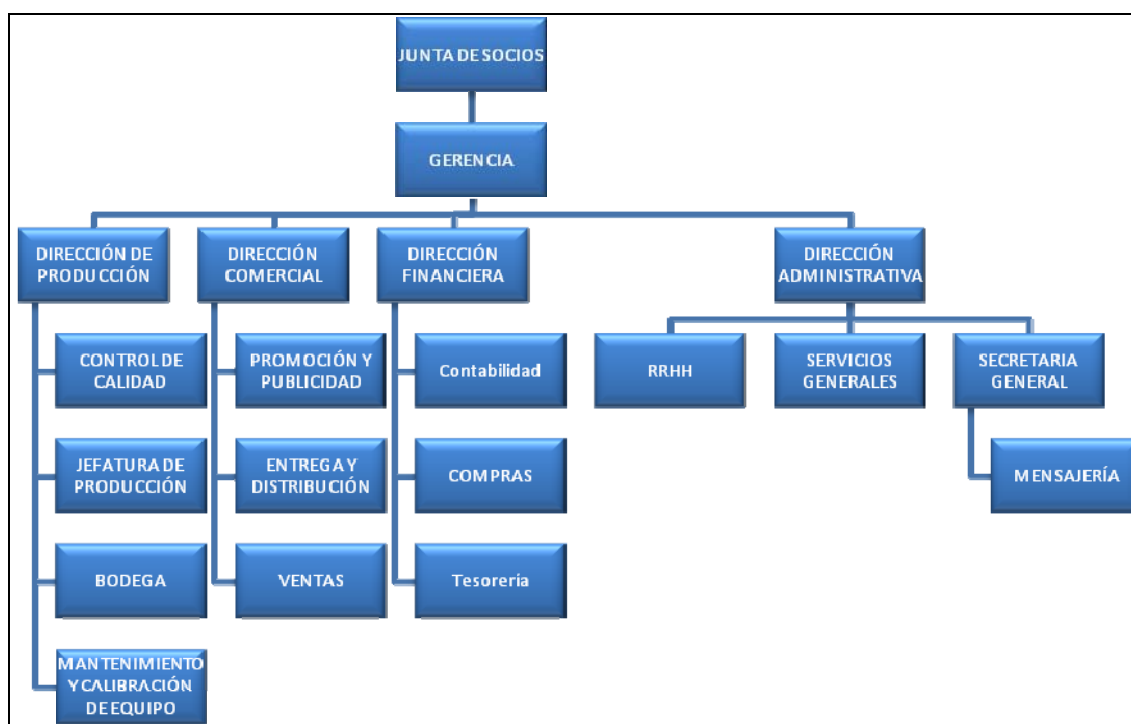 JUNTA DE SOCIOS
GERENCIA
DIRECCIÓN DE
PRODUCCIÓN
DIRECCIÓN
COMERCIAL
DIRECCIÓN
FINANCIERA
DIRECCIÓN
ADMINISTRATIVA
CONTROL DE
CALIDAD
PROMOCIÓN Y
PUBLICIDAD
Contabilidad
RRHH
SERVICIOS
GENERALES
SECRETARIA
GENERAL
JEFATURA DE
PRODUCCIÓN
ENTREGA Y
DISTRIBUCIÓN
COMPRAS
MENSAJERÍA
BODEGA
VENTAS
Tesorería
MANTENIMIENTO
Y CALIBRACIÓN
DE EQUIPO